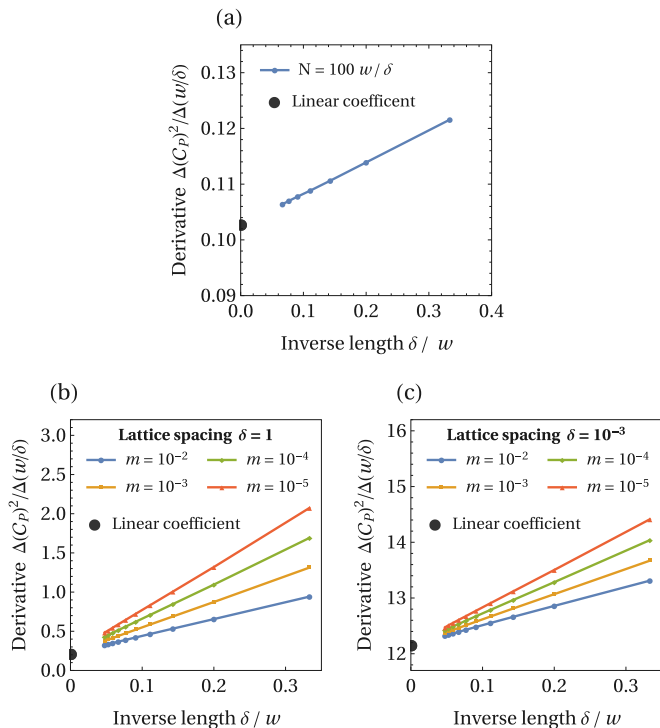 (a)
Derivative Δ(C_P)²/Δ(w/δ)
0.13
0.12
0.11
0.10
0.09
N = 100 w/δ
Linear coefficent
0.0 0.1 0.2 0.3 0.4
Inverse length δ / w
(b)
Derivative Δ(C_P)²/Δ(w/δ)
3.0
2.5
2.0
1.5
1.0
0.5
0.0
Lattice spacing δ = 1
m = 10⁻² m = 10⁻⁴
m = 10⁻³ m = 10⁻⁵
Linear coefficient
0 0.1 0.2 0.3
Inverse length δ / w
(c)
Derivative Δ(C_P)²/Δ(w/δ)
16
15
14
13
12
Lattice spacing δ = 10⁻³
m = 10⁻² m = 10⁻⁴
m = 10⁻³ m = 10⁻⁵
Linear coefficient
0 0.1 0.2 0.3
Inverse length δ / w